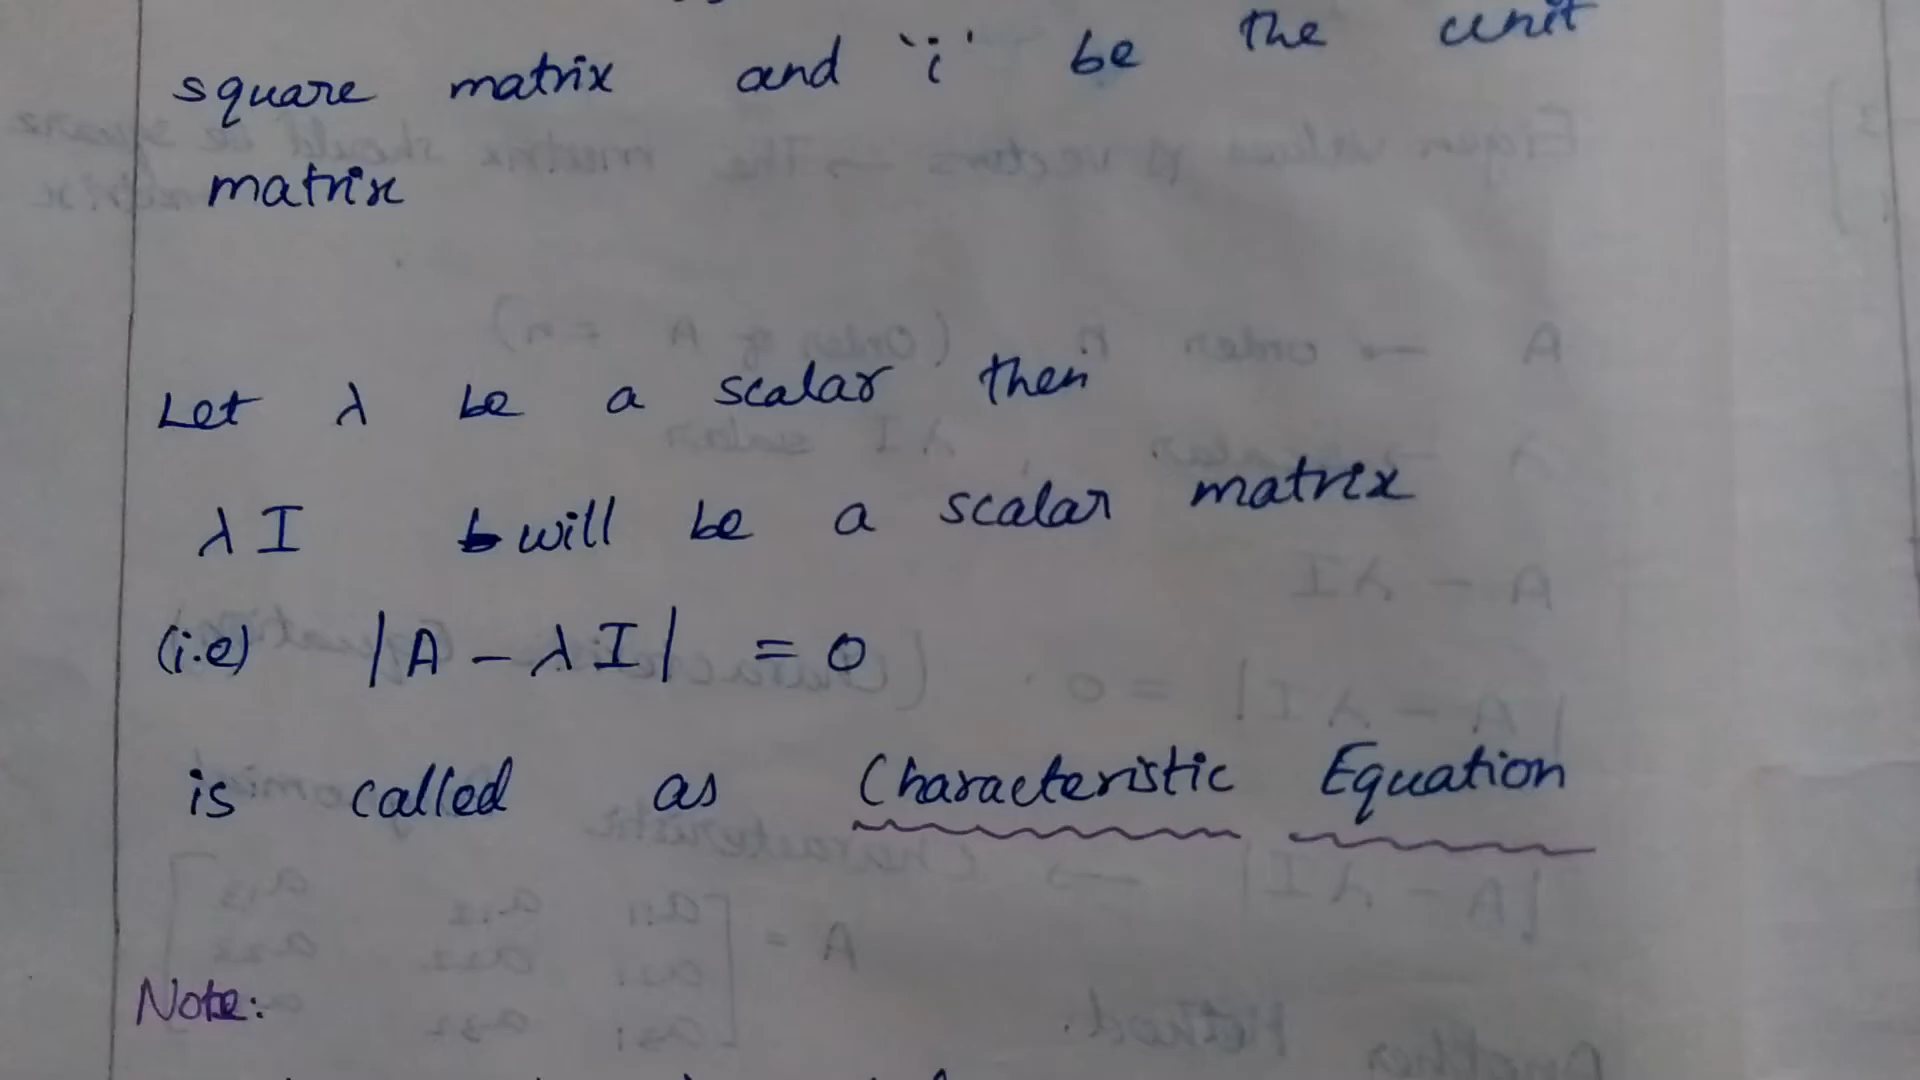 square matrix and 'i' be the unit
matrix
Let λ be a scalar then
λI will be a scalar matrix
(i.e) |A - λI| = 0
is called as Characteristic Equation
Note: